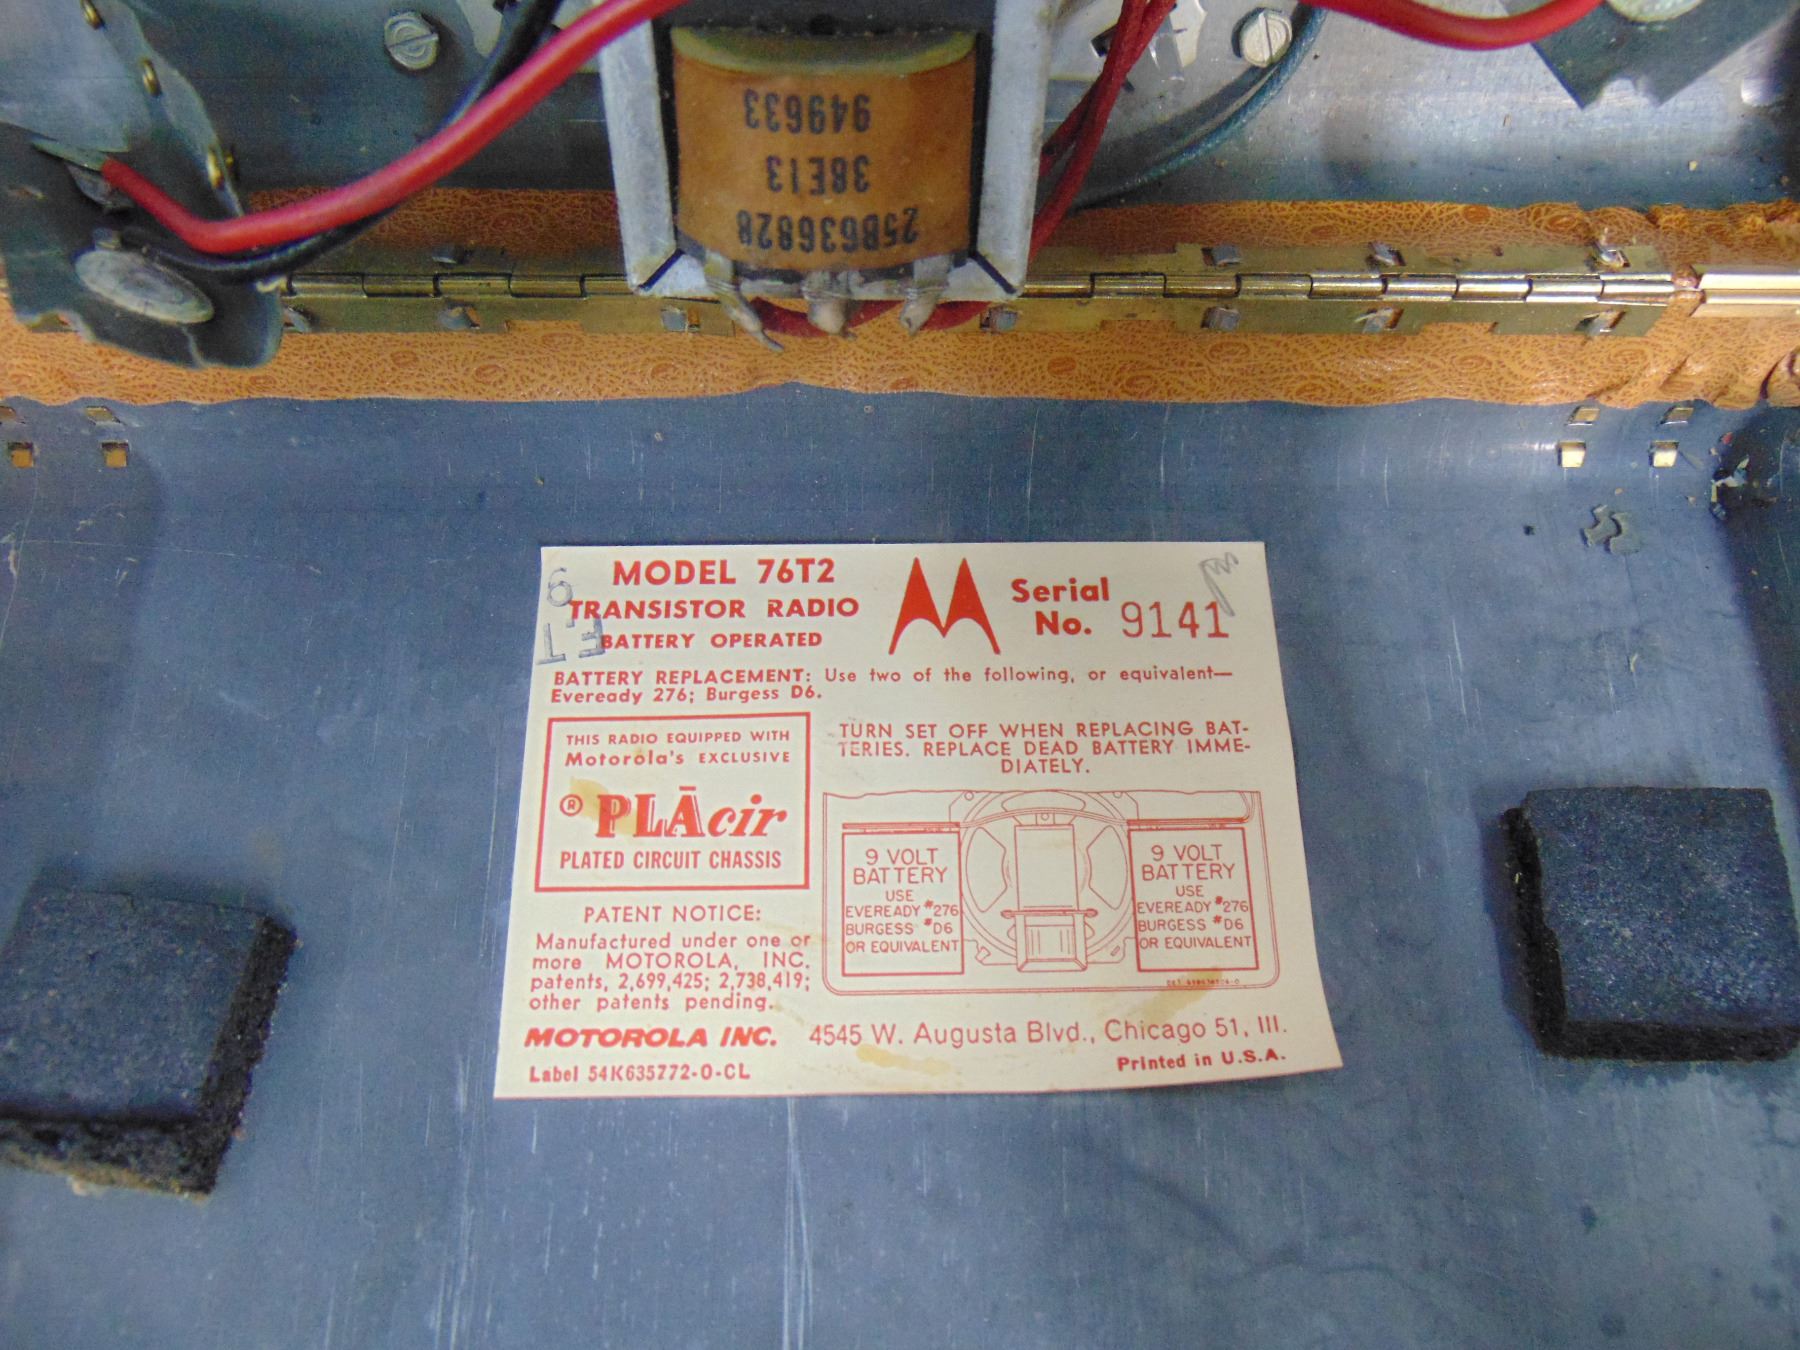 949633
38E13
25B636828
MODEL 76T2
TRANSISTOR RADIO
BATTERY OPERATED
6
F.T
Serial
No. 9141
BATTERY REPLACEMENT: Use two of the following, or equivalent—
Eveready 276; Burgess D6.
THIS RADIO EQUIPPED WITH
Motorola's EXCLUSIVE
® PLĀcir
PLATED CIRCUIT CHASSIS
TURN SET OFF WHEN REPLACING BAT-
TERIES. REPLACE DEAD BATTERY IMME-
DIATELY.
9 VOLT
BATTERY
USE
EVEREADY #276
BURGESS #D6
OR EQUIVALENT
9 VOLT
BATTERY
USE
EVEREADY #276
BURGESS #D6
OR EQUIVALENT
PATENT NOTICE:
Manufactured under one or
more MOTOROLA, INC.
patents, 2,699,425; 2,738,419;
other patents pending.
MOTOROLA INC. 4545 W. Augusta Blvd., Chicago 51, Ill.
Label 54K635772-O-CL
Printed in U.S.A.